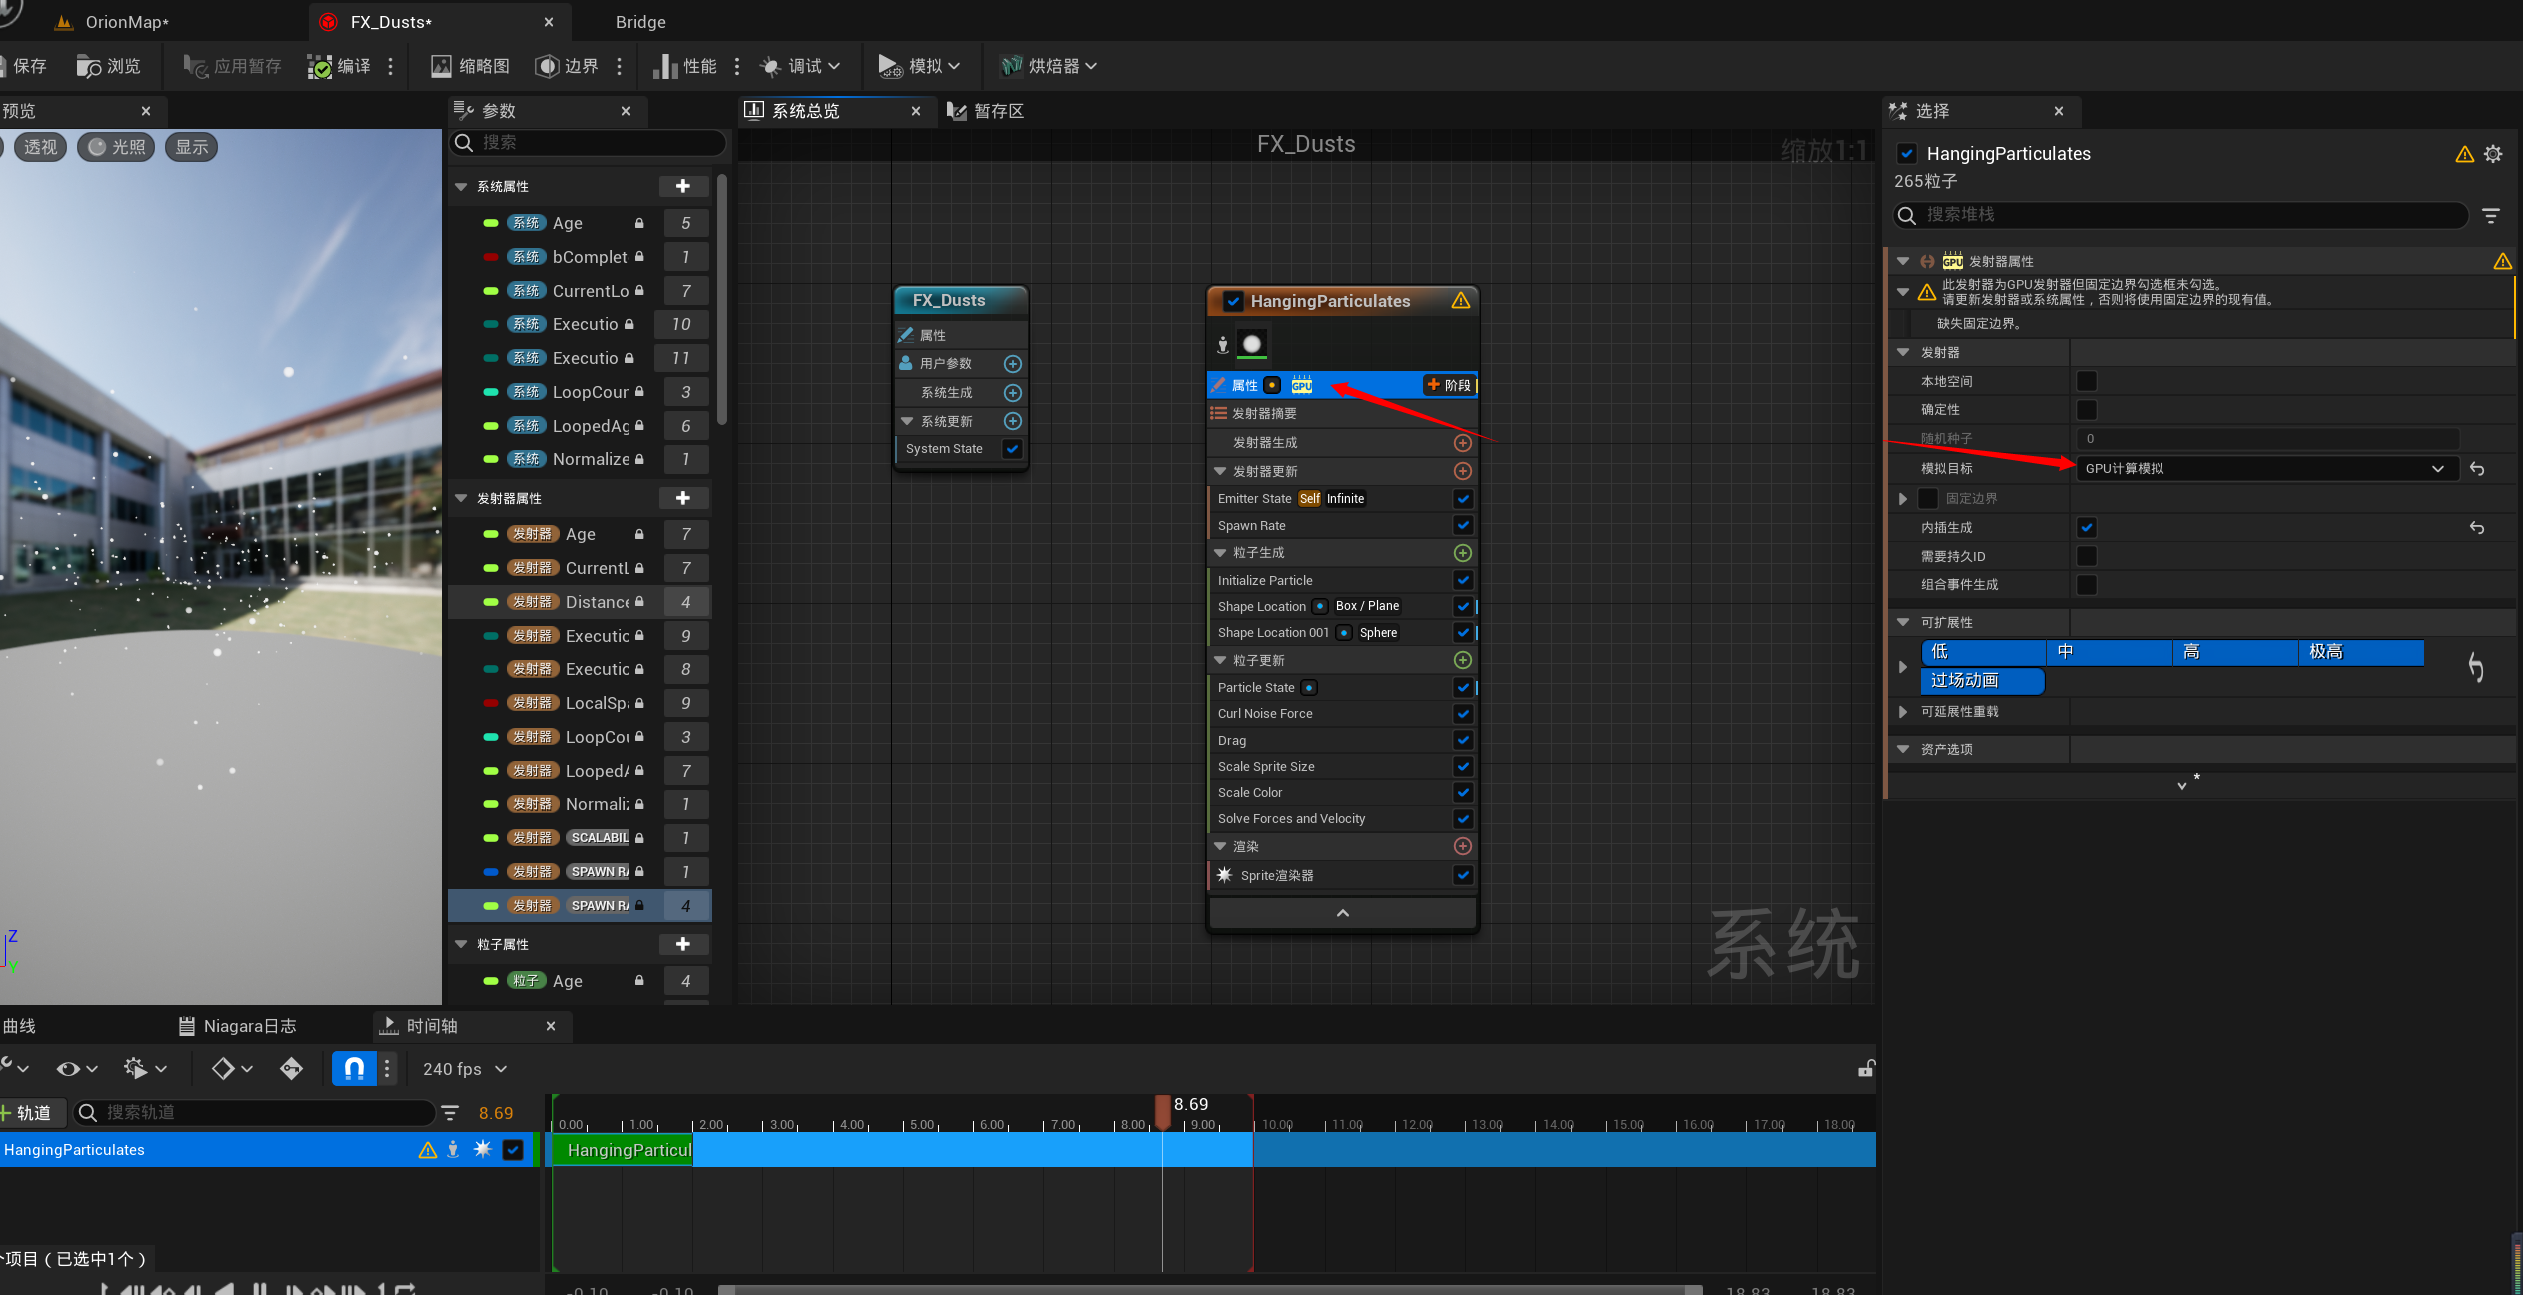 OrionMap*
FX_Dusts*
Bridge
保存
浏览
应用暂存
编译
缩略图
边界
性能
调试
模拟
烘焙器
预览
参数
系统总览
暂存区
选择
透视
光照
显示
搜索
FX_Dusts
缩放1:1
HangingParticulates
265粒子
搜索堆栈
系统属性
系统 Age 5
系统 bComplet 1
系统 CurrentLo 7
系统 Executio 10
系统 Executio 11
系统 LoopCour 3
系统 LoopedAg 6
系统 Normalize 1
发射器属性
发射器 Age 7
发射器 CurrentL 7
发射器 Distance 4
发射器 Executic 9
发射器 Executic 8
发射器 LocalSp 9
发射器 LoopCou 3
发射器 LoopedA 7
发射器 Normaliz 1
发射器 SCALABIL 1
发射器 SPAWN RA 1
发射器 SPAWN RA 4
粒子属性
粒子 Age 4
FX_Dusts
属性
用户参数
系统生成
系统更新
System State
HangingParticulates
属性 GPU 阶段
发射器摘要
发射器生成
发射器更新
Emitter State Self Infinite
Spawn Rate
粒子生成
Initialize Particle
Shape Location Box / Plane
Shape Location 001 Sphere
粒子更新
Particle State
Curl Noise Force
Drag
Scale Sprite Size
Scale Color
Solve Forces and Velocity
渲染
Sprite渲染器
系统
GPU 发射器属性
此发射器为GPU发射器但固定边界勾选框未勾选。
请更新发射器或系统属性，否则将使用固定边界的现有值。
缺失固定边界。
发射器
本地空间
确定性
随机种子 0
模拟目标 GPU计算模拟
固定边界
内插生成
需要持久ID
组合事件生成
可扩展性
低 中 高 极高
过场动画
可延展性重载
资产选项
Z
Y
曲线
Niagara日志
时间轴
240 fps
轨道
搜索轨道
8.69
8.69
0.00 1.00 2.00 3.00 4.00 5.00 6.00 7.00 8.00 9.00 10.00 11.00 12.00 13.00 14.00 15.00 16.00 17.00 18.00
HangingParticulates
HangingParticul
个项目（已选中1个）
-0.10 -0.10 18.83 18.83